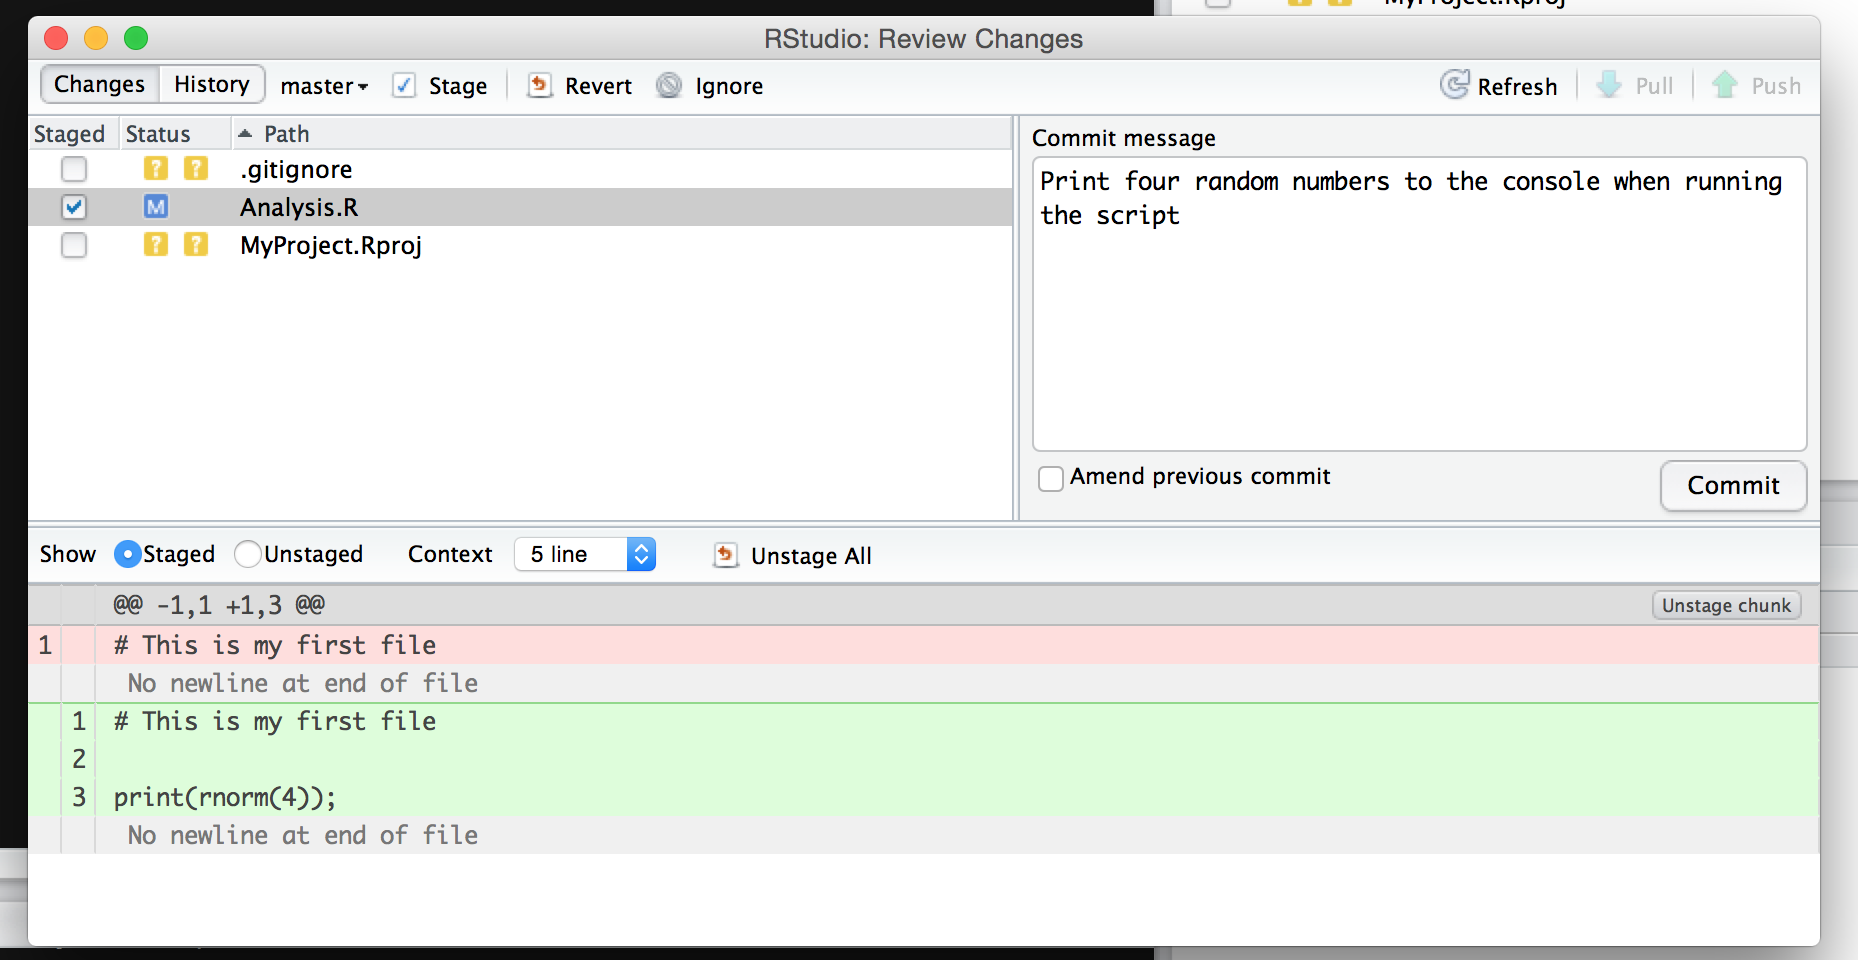 MyProject.Rproj
RStudio: Review Changes
Changes History master Stage Revert Ignore Refresh Pull Push
Staged Status Path
? ? .gitignore
M Analysis.R
? ? MyProject.Rproj
Commit message
Print four random numbers to the console when running
the script
Amend previous commit
Commit
Show Staged Unstaged Context 5 line Unstage All
@@ -1,1 +1,3 @@ Unstage chunk
1 # This is my first file
No newline at end of file
1 # This is my first file
2
3 print(rnorm(4));
No newline at end of file